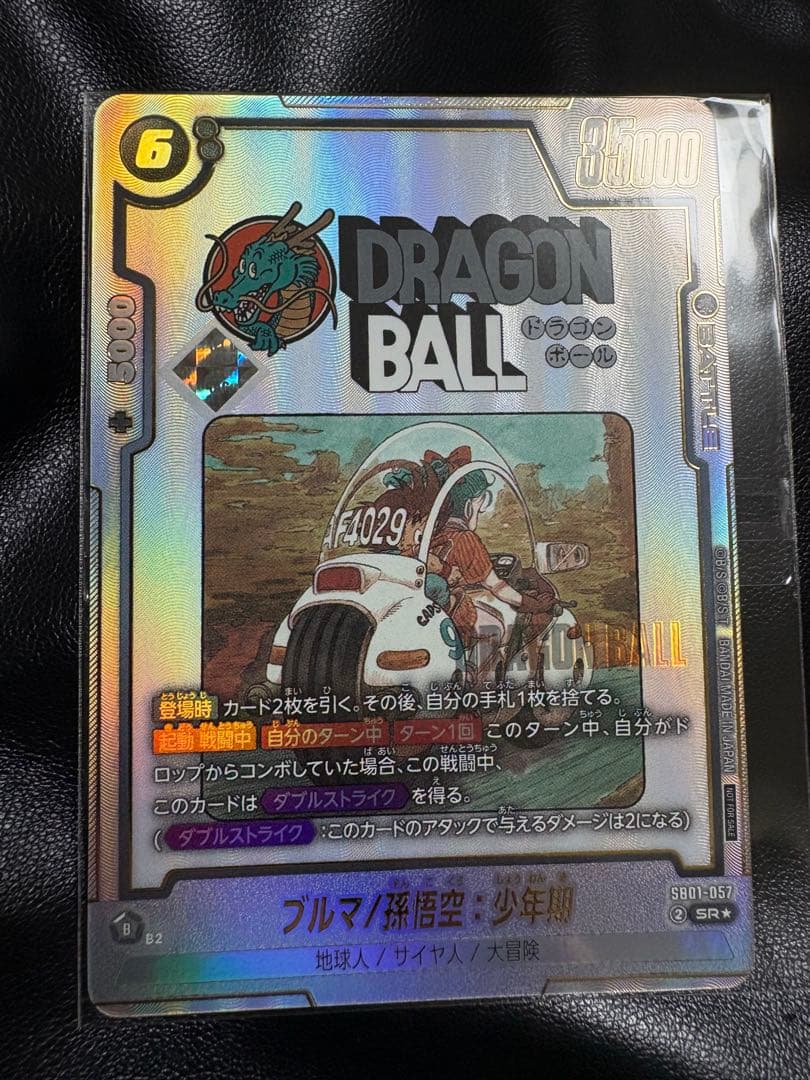 6
35000
DRAGON
BALL
ドラゴン
ボール
+ 5000
BATTLE
AF4029
CAPS
9
DRAGON BALL
登場時 カード2枚を引く。その後、自分の手札1枚を捨てる。
起動 戦闘中 自分のターン中 ターン1回 このターン中、自分がド
ロップからコンボしていた場合、この戦闘中、
このカードは ダブルストライク を得る。
( ダブルストライク :このカードのアタックで与えるダメージは2になる)
©B/S ©B/S・T BANDAI MADE IN JAPAN
NOT FOR SALE
SB01-057
② SR★
ブルマ/孫悟空:少年期
B B2
地球人 / サイヤ人 / 大冒険